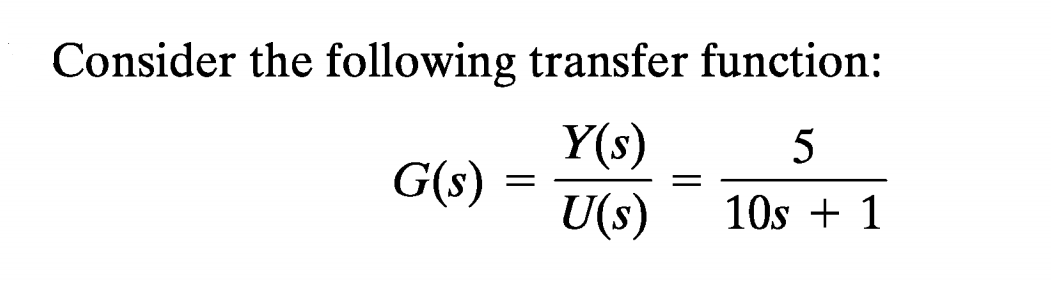 Consider the following transfer function:
G(s) = Y(s)/U(s) = 5/(10s + 1)